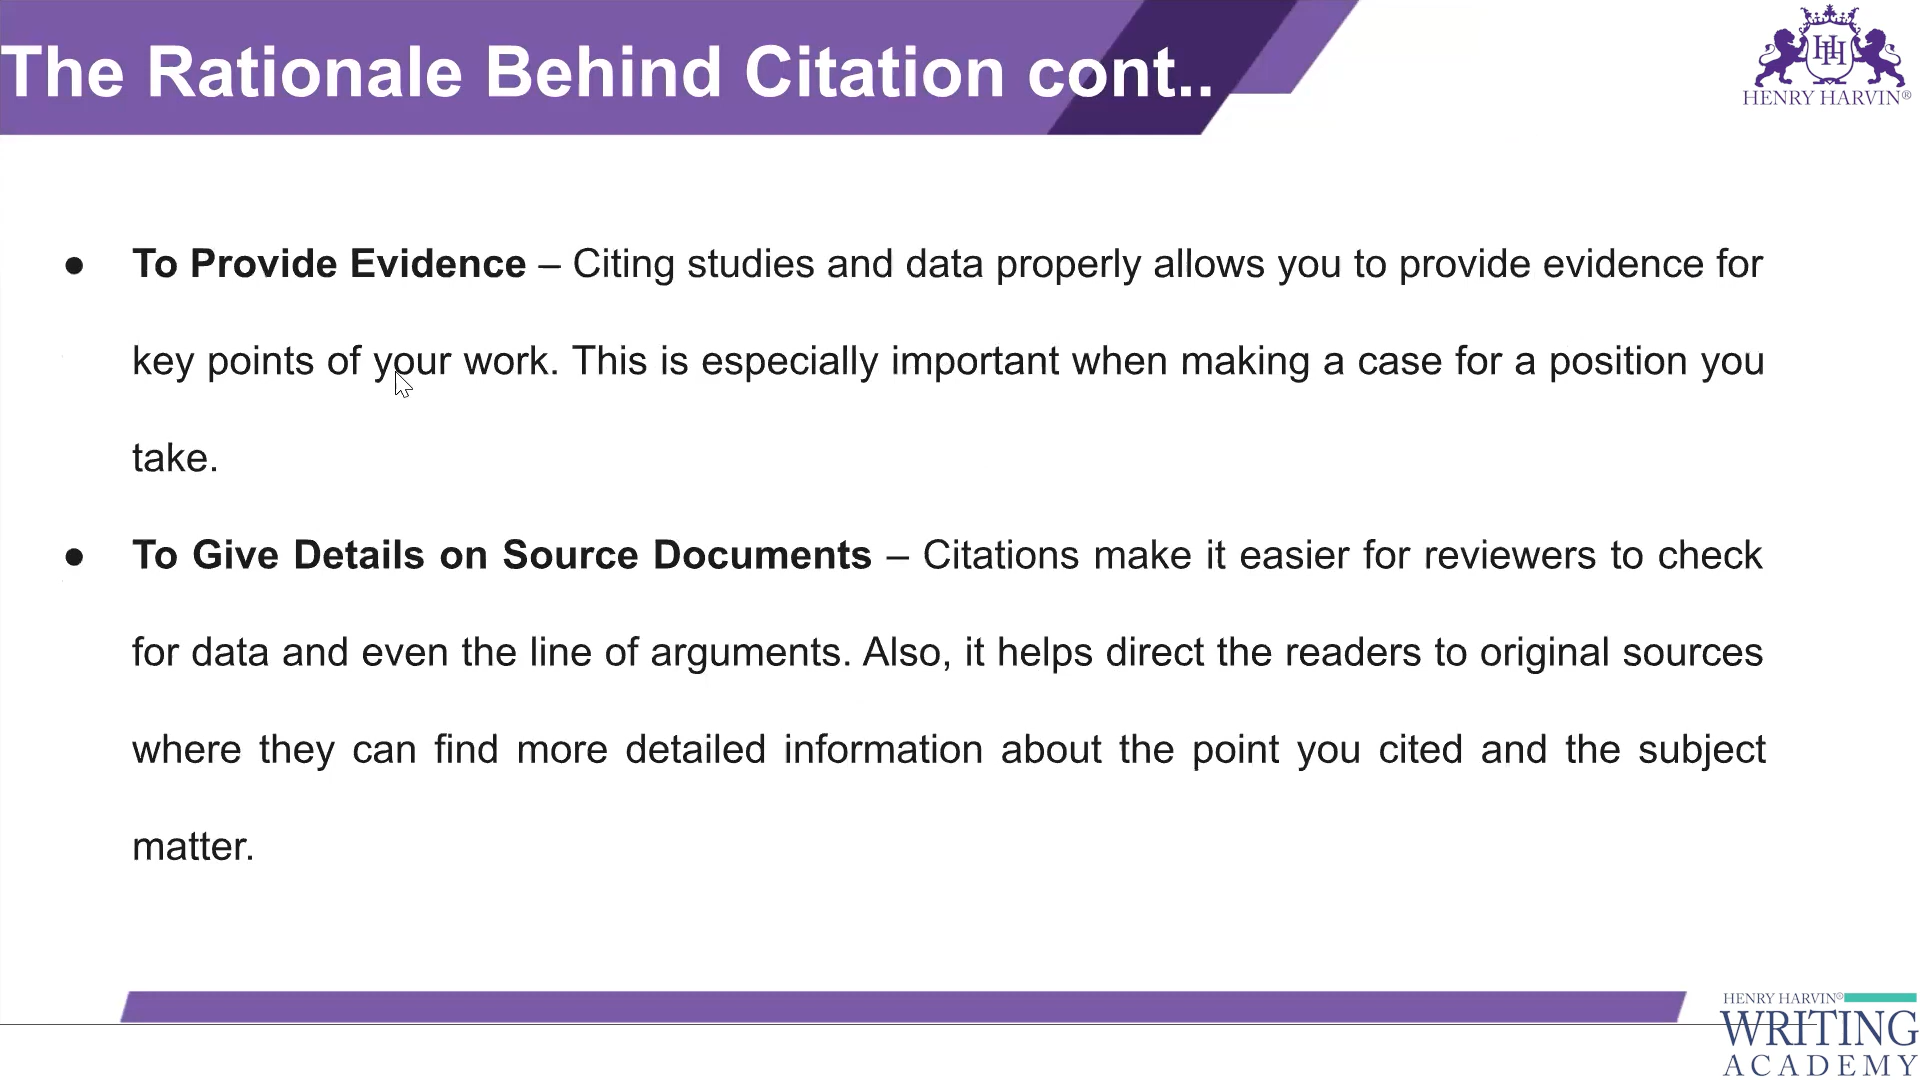 The Rationale Behind Citation cont..
HENRY HARVIN®
● To Provide Evidence – Citing studies and data properly allows you to provide evidence for
key points of your work. This is especially important when making a case for a position you
take.
● To Give Details on Source Documents – Citations make it easier for reviewers to check
for data and even the line of arguments. Also, it helps direct the readers to original sources
where they can find more detailed information about the point you cited and the subject
matter.
HENRY HARVIN®
WRITING
ACADEMY